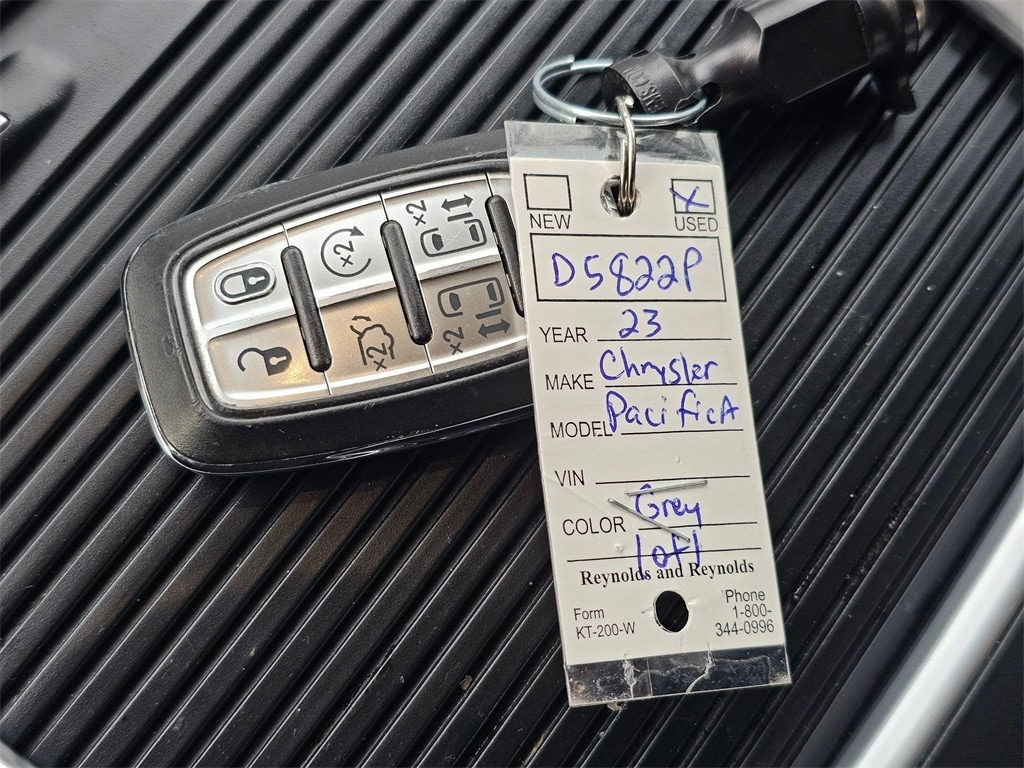 NEW
USED
D5822P
YEAR 23
MAKE Chrysler
MODEL PacificA
VIN
COLOR Grey
1 of 1
Reynolds and Reynolds
Form
KT-200-W
Phone
1-800-
344-0996
x2
x2
x2
x2